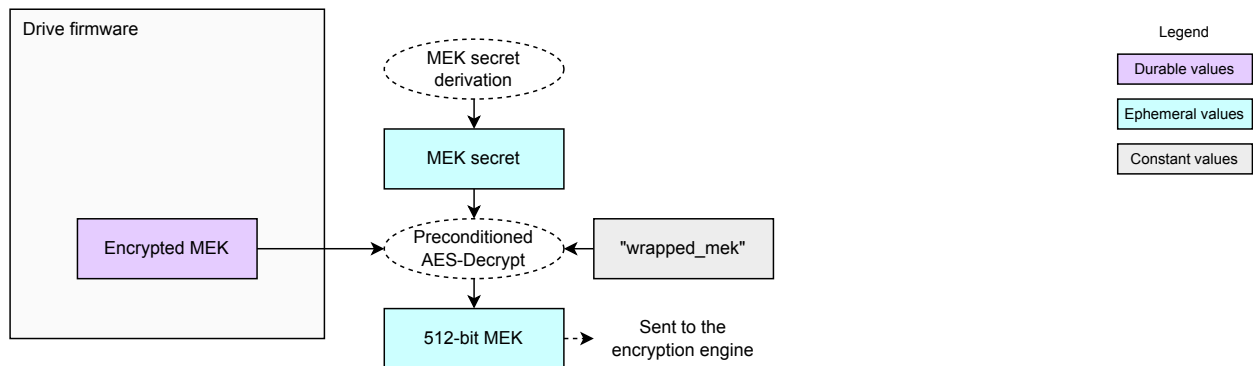 Drive firmware
MEK secret
derivation
MEK secret
Encrypted MEK
Preconditioned
AES-Decrypt
"wrapped_mek"
512-bit MEK
Sent to the
encryption engine
Legend
Durable values
Ephemeral values
Constant values